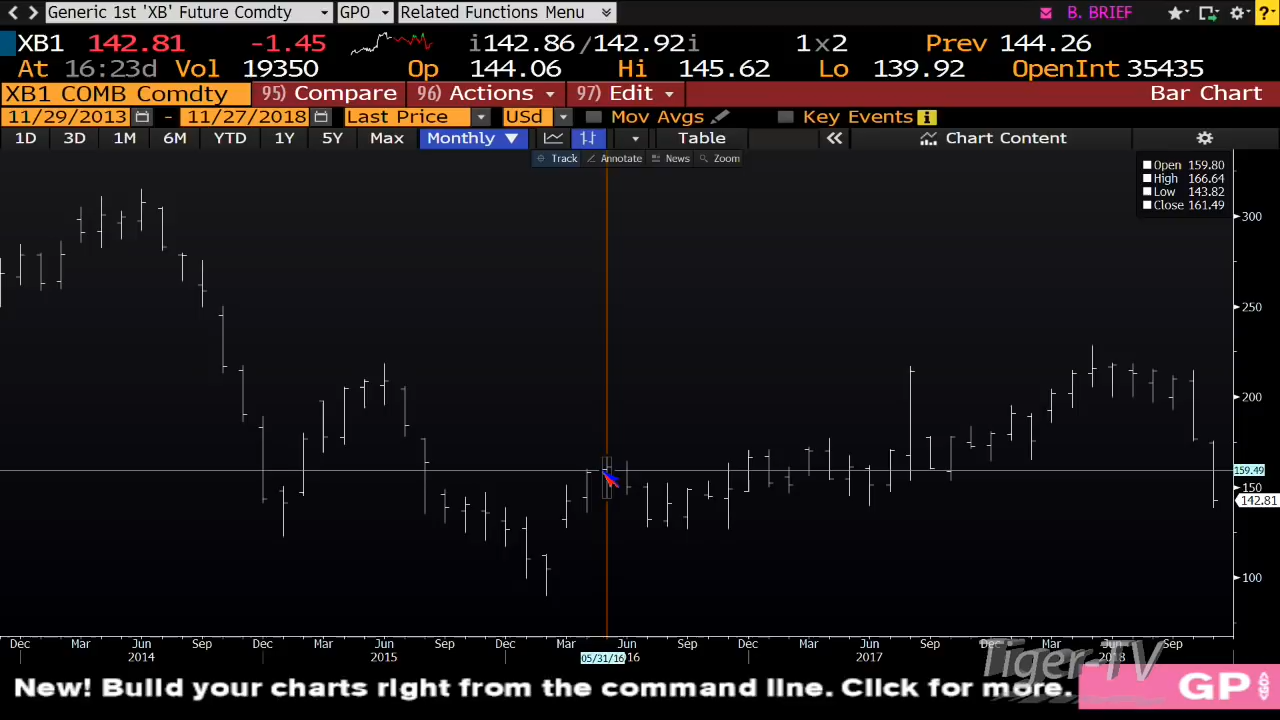 Generic 1st 'XB' Future Comdty GPO Related Functions Menu B. BRIEF ?
XB1 142.81 -1.45 i142.86/142.92i 1x2 Prev 144.26
At 16:23d Vol 19350 Op 144.06 Hi 145.62 Lo 139.92 OpenInt 35435
XB1 COMB Comdty 95) Compare 96) Actions 97) Edit Bar Chart
11/29/2013 - 11/27/2018 Last Price USd Mov Avgs Key Events i
1D 3D 1M 6M YTD 1Y 5Y Max Monthly Table Chart Content
Track Annotate News Zoom
Open 159.80
High 166.64
Low 143.82
Close 161.49
300
250
200
159.49
150
142.81
100
Dec Mar Jun Sep Dec Mar Jun Sep Dec Mar Jun Sep Dec Mar Jun Sep Dec Mar Jun Sep
2014 2015 05/31/16 16 2017 2018
Tiger-TV
New! Build your charts right from the command line. Click for more. GP